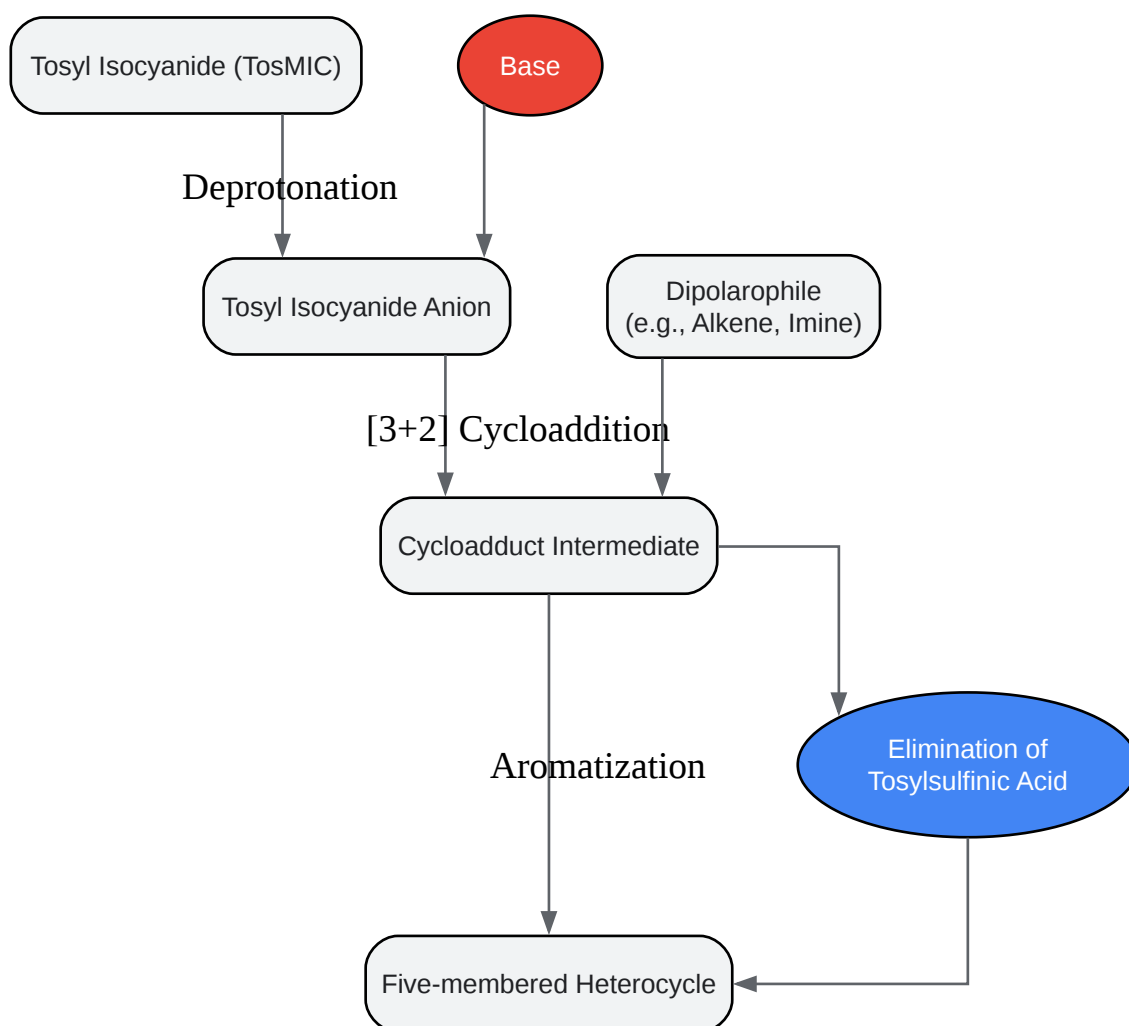 Tosyl Isocyanide (TosMIC)
Base
Deprotonation
Tosyl Isocyanide Anion
Dipolarophile
(e.g., Alkene, Imine)
[3+2] Cycloaddition
Cycloadduct Intermediate
Aromatization
Elimination of
Tosylsulfinic Acid
Five-membered Heterocycle